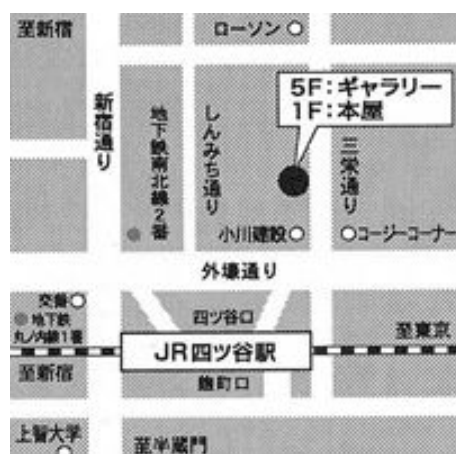 至新宿
ローソン
5F:ギャラリー
1F:本屋
新宿通り
地下鉄南北線2番
しんみち通り
三栄通り
小川建設
コージーコーナー
外壕通り
交番
地下鉄
丸ノ内線1番
四ツ谷口
至東京
JR四ツ谷駅
至新宿
麹町口
上智大学
至半蔵門